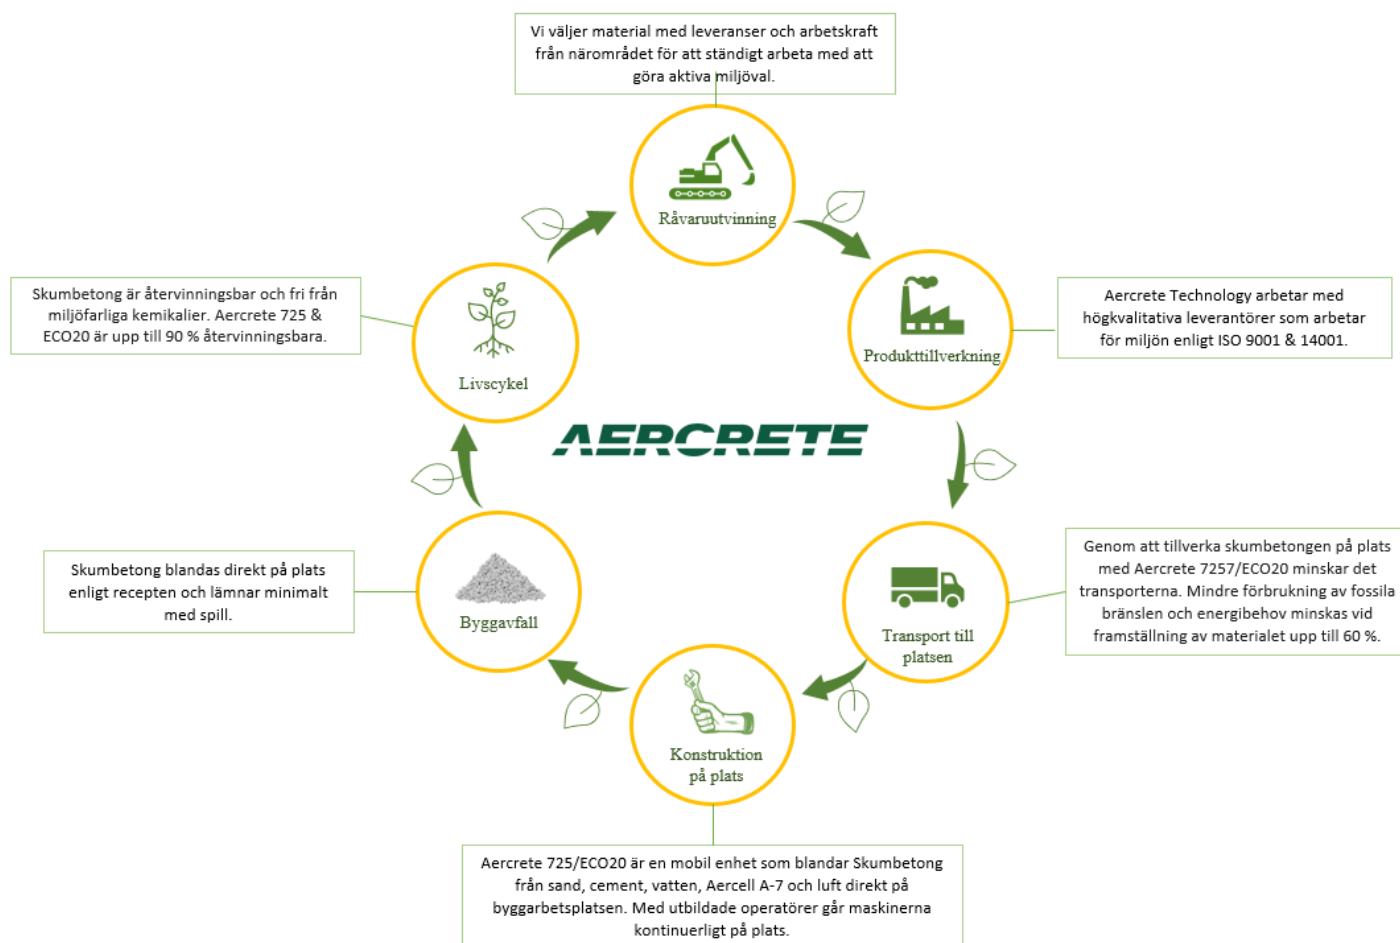 Vi väljer material med leveranser och arbetskraft
från närområdet för att ständigt arbeta med att
göra aktiva miljöval.
Råvaruutvinning
Skumbetong är återvinningsbar och fri från
miljöfarliga kemikalier. Aercrete 725 &
ECO20 är upp till 90 % återvinningsbara.
Livscykel
Produkttillverkning
Aercrete Technology arbetar med
högkvalitativa leverantörer som arbetar
för miljön enligt ISO 9001 & 14001.
AERCRETE
Skumbetong blandas direkt på plats
enligt recepten och lämnar minimalt
med spill.
Byggavfall
Transport till
platsen
Genom att tillverka skumbetongen på plats
med Aercrete 7257/ECO20 minskar det
transporterna. Mindre förbrukning av fossila
bränslen och energibehov minskas vid
framställning av materialet upp till 60 %.
Konstruktion
på plats
Aercrete 725/ECO20 är en mobil enhet som blandar Skumbetong
från sand, cement, vatten, Aercell A-7 och luft direkt på
byggarbetsplatsen. Med utbildade operatörer går maskinerna
kontinuerligt på plats.